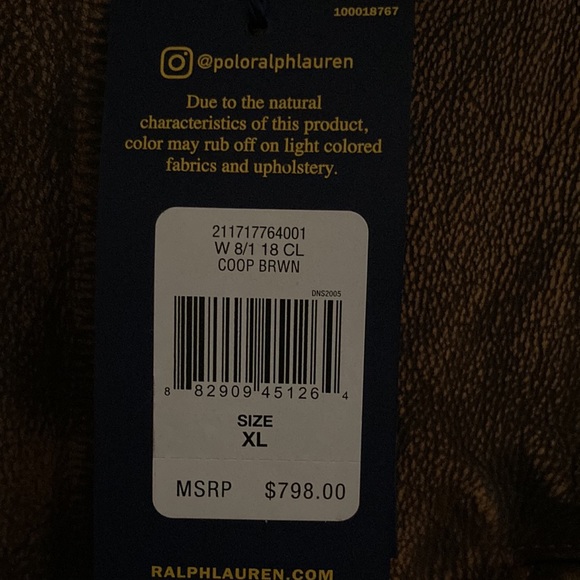 100018767
@poloralphlauren
Due to the natural
characteristics of this product,
color may rub off on light colored
fabrics and upholstery.
211717764001
W 8/1 18 CL
COOP BRWN
DNS2005
8 82909 45126 4
SIZE
XL
MSRP $798.00
RALPHLAUREN.COM